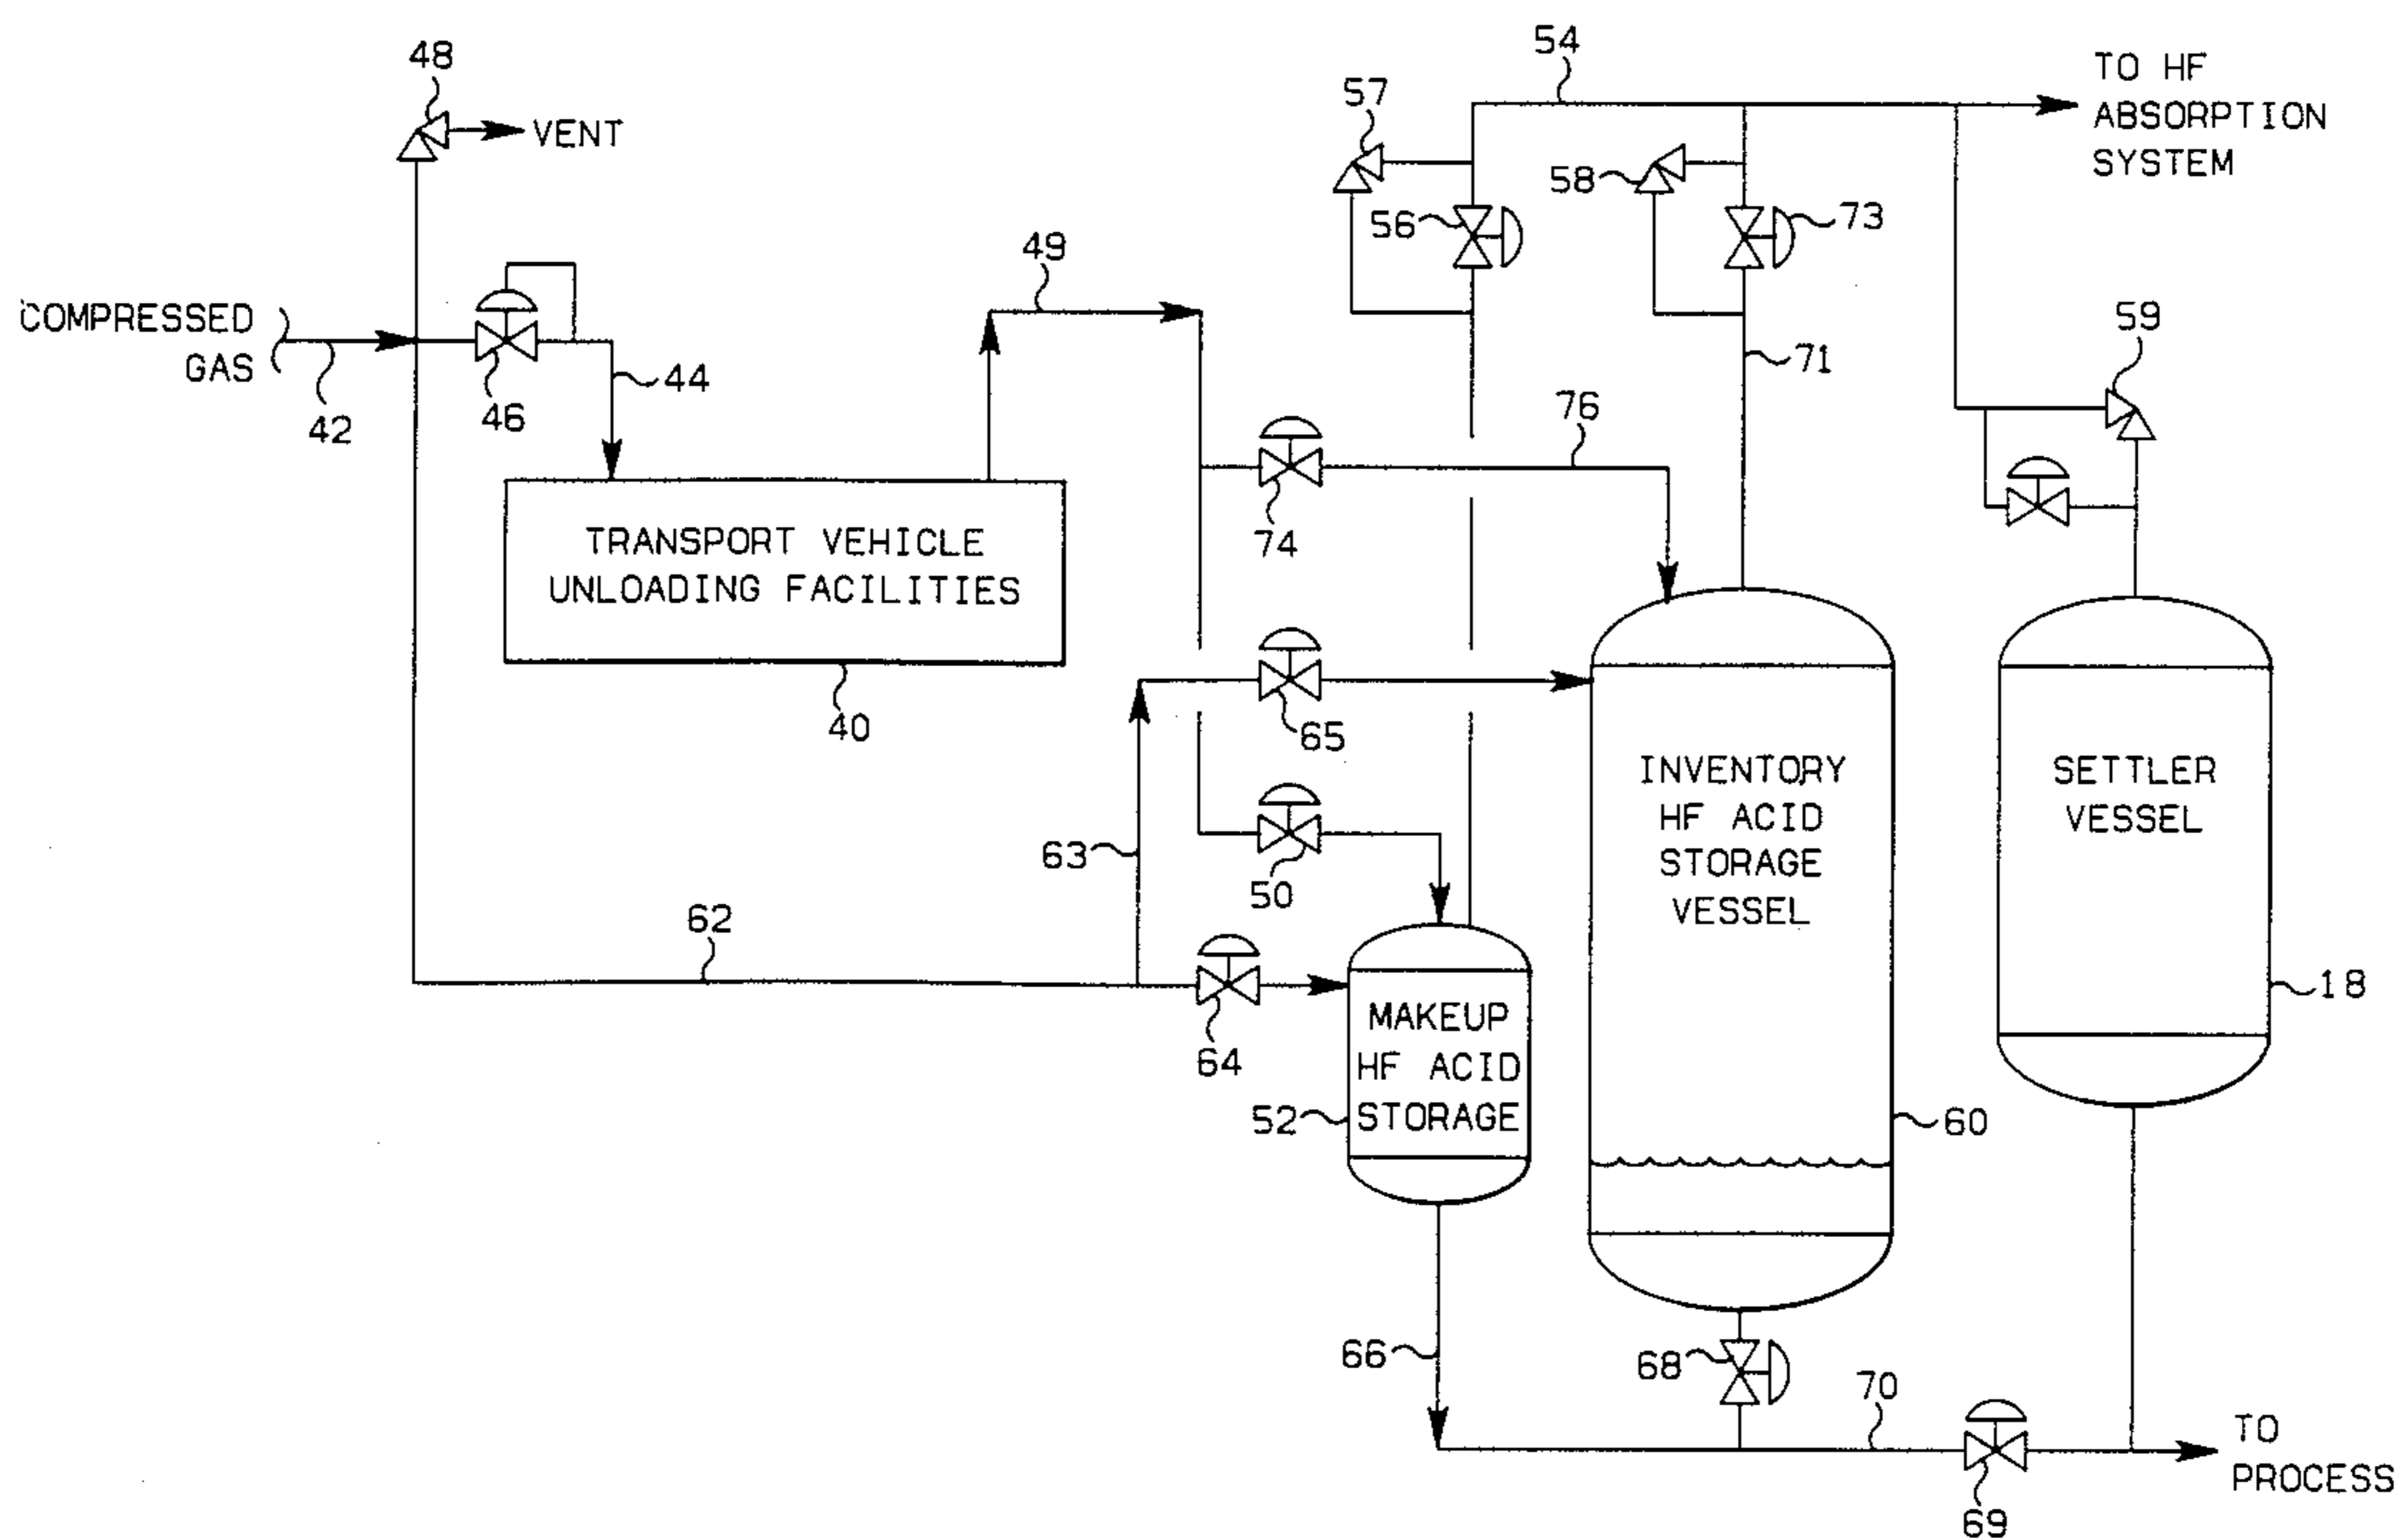 48
VENT
54
57
TO HF
ABSORPTION
SYSTEM
58
56
73
49
COMPRESSED
GAS
42
46
44
71
59
76
74
TRANSPORT VEHICLE
UNLOADING FACILITIES
40
65
63
50
INVENTORY
HF ACID
STORAGE
VESSEL
SETTLER
VESSEL
62
64
MAKEUP
HF ACID
STORAGE
52
18
60
66
68
70
69
TO
PROCESS